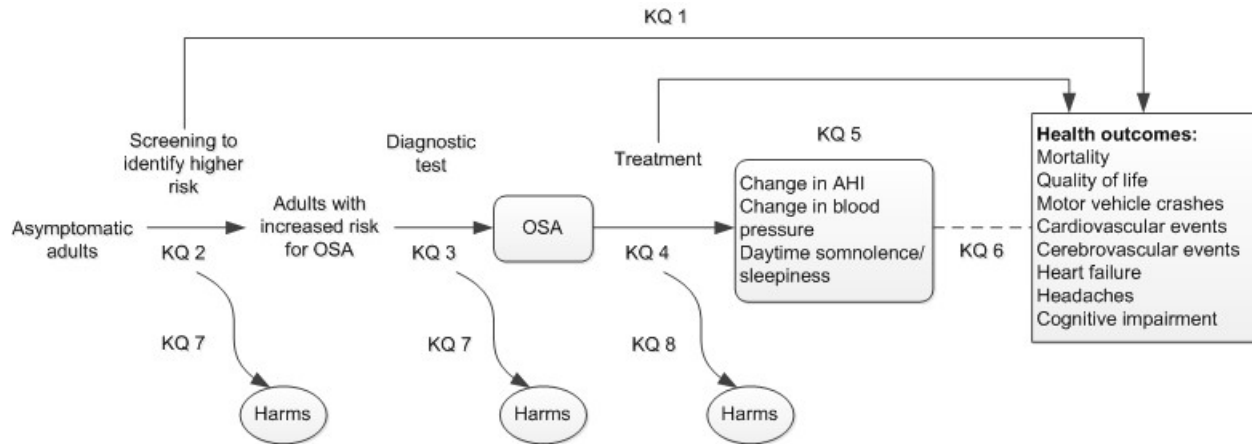 KQ 1
Screening to
identify higher
risk
Diagnostic
test
Treatment
KQ 5
Health outcomes:
Mortality
Quality of life
Motor vehicle crashes
Cardiovascular events
Cerebrovascular events
Heart failure
Headaches
Cognitive impairment
Asymptomatic
adults
KQ 2
Adults with
increased risk
for OSA
KQ 3
OSA
KQ 4
Change in AHI
Change in blood
pressure
Daytime somnolence/
sleepiness
KQ 6
KQ 7
KQ 7
KQ 8
Harms
Harms
Harms